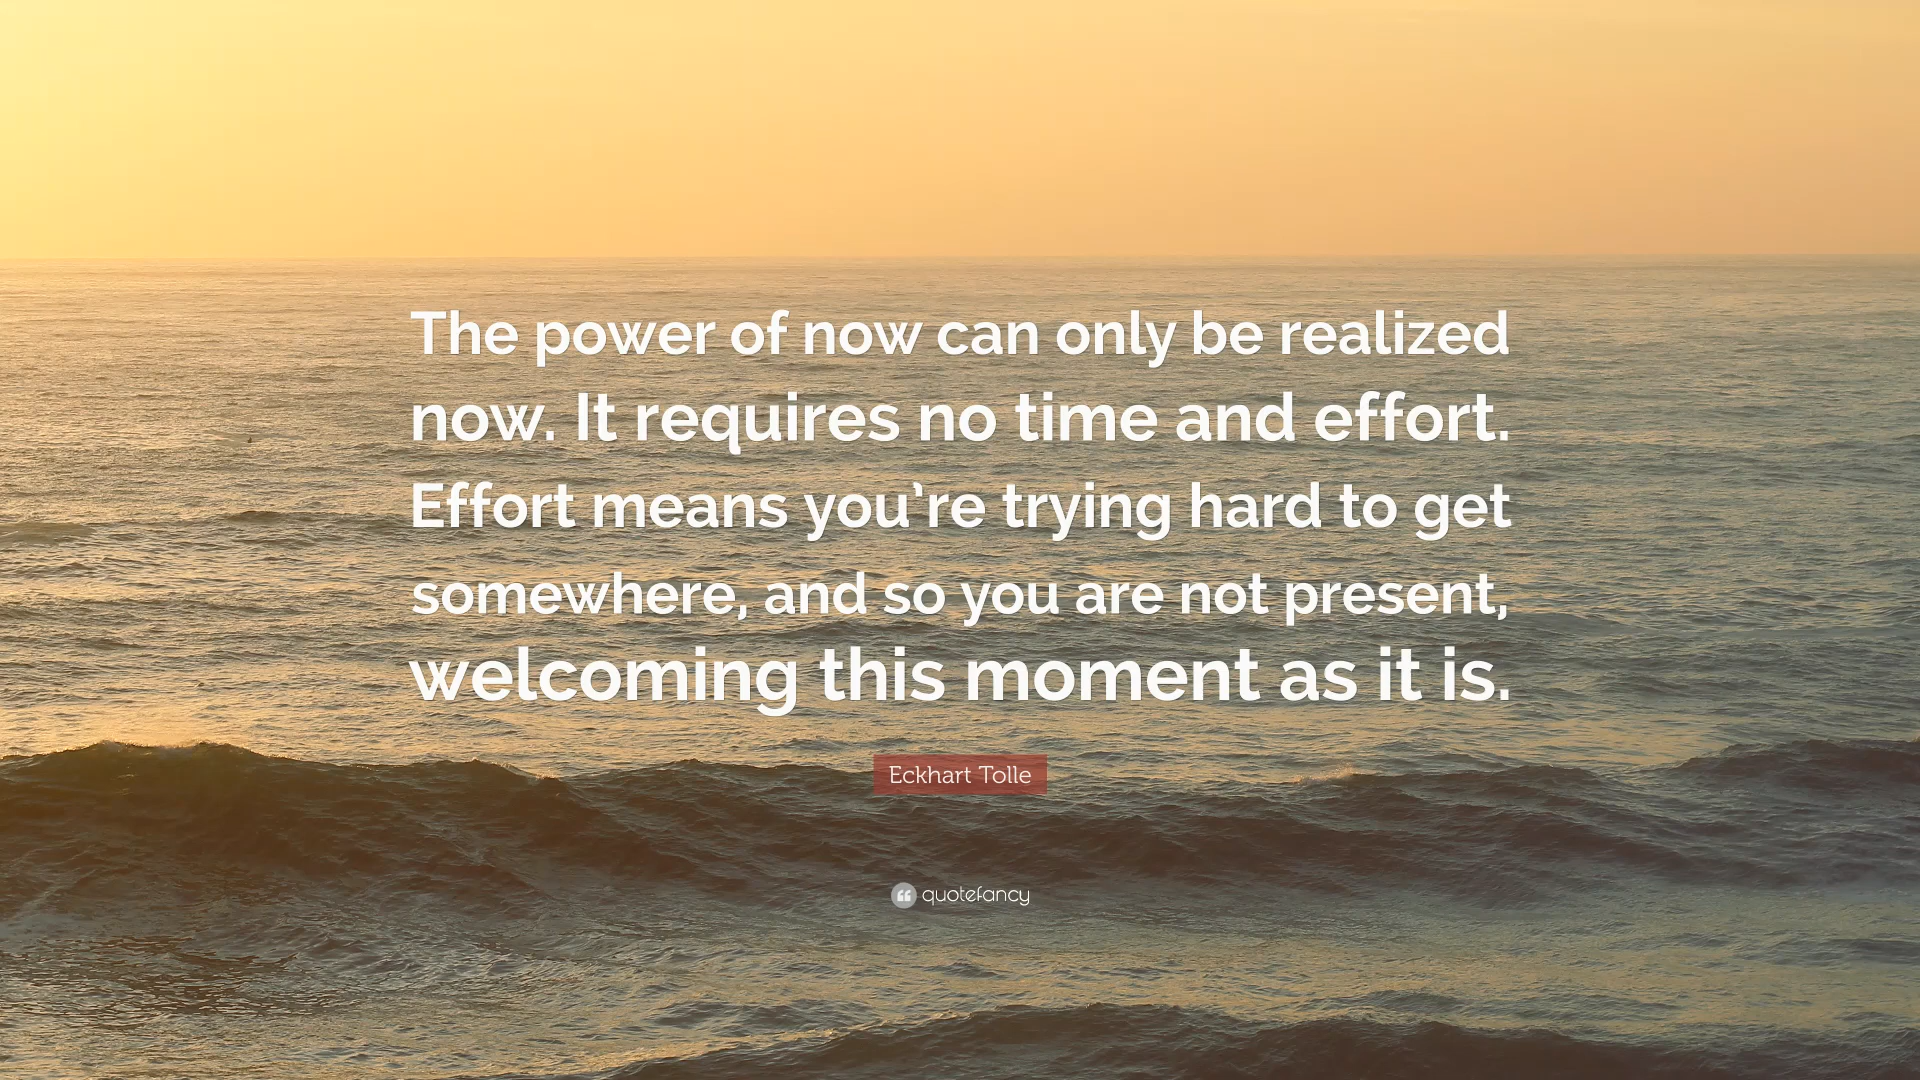 The power of now can only be realized
now. It requires no time and effort.
Effort means you’re trying hard to get
somewhere, and so you are not present,
welcoming this moment as it is.
Eckhart Tolle
quotefancy